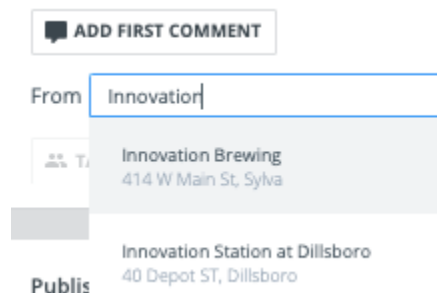 ADD FIRST COMMENT
From Innovation
Innovation Brewing
414 W Main St, Sylva
Innovation Station at Dillsboro
40 Depot ST, Dillsboro